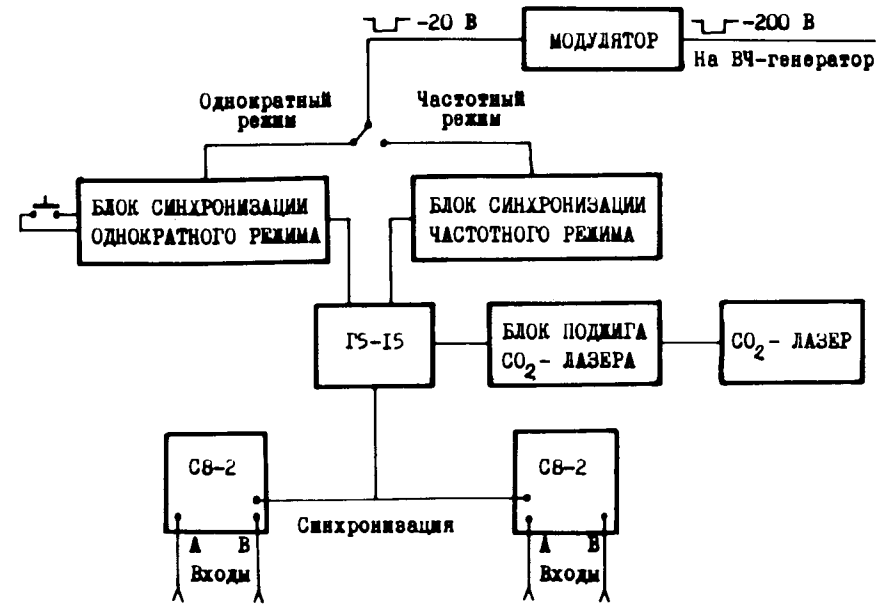 -20 В
МОДУЛЯТОР
-200 В
На ВЧ-генератор
Однократный
режим
Частотный
режим
БЛОК СИНХРОНИЗАЦИИ
ОДНОКРАТНОГО РЕЖИМА
БЛОК СИНХРОНИЗАЦИИ
ЧАСТОТНОГО РЕЖИМА
Г5-I5
БЛОК ПОДЖИГА
CO₂- ЛАЗЕРА
CO₂- ЛАЗЕР
С8-2
С8-2
Синхронизация
А В
Входы
А В
Входы